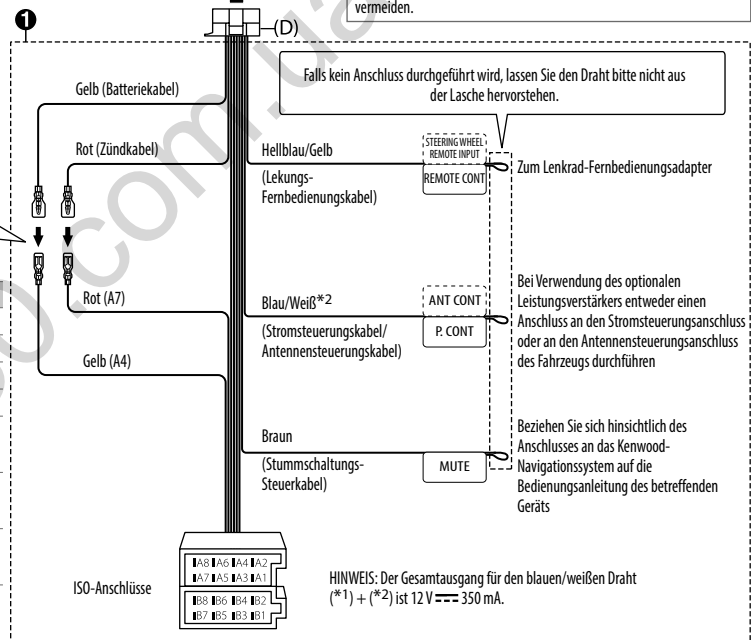 vermeiden.
❶
(D)
Falls kein Anschluss durchgeführt wird, lassen Sie den Draht bitte nicht aus
der Lasche hervorstehen.
Gelb (Batteriekabel)
Rot (Zündkabel)
Hellblau/Gelb
(Lekungs-
Fernbedienungskabel)
STEERING WHEEL
REMOTE INPUT
REMOTE CONT
Zum Lenkrad-Fernbedienungsadapter
Rot (A7)
Gelb (A4)
Blau/Weiß*2
(Stromsteuerungskabel/
Antennensteuerungskabel)
ANT CONT
P. CONT
Bei Verwendung des optionalen
Leistungsverstärkers entweder einen
Anschluss an den Stromsteuerungsanschluss
oder an den Antennensteuerungsanschluss
des Fahrzeugs durchführen
Braun
(Stummschaltungs-
Steuerkabel)
MUTE
Beziehen Sie sich hinsichtlich des
Anschlusses an das Kenwood-
Navigationssystem auf die
Bedienungsanleitung des betreffenden
Geräts
ISO-Anschlüsse
A8 A6 A4 A2
A7 A5 A3 A1
B8 B6 B4 B2
B7 B5 B3 B1
HINWEIS: Der Gesamtausgang für den blauen/weißen Draht
(*1) + (*2) ist 12 V ⎓ 350 mA.